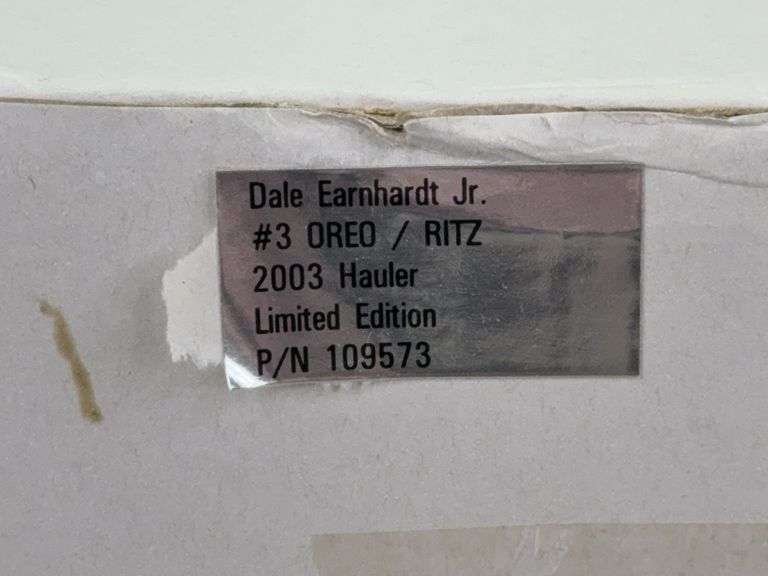 Dale Earnhardt Jr.
#3 OREO / RITZ
2003 Hauler
Limited Edition
P/N 109573